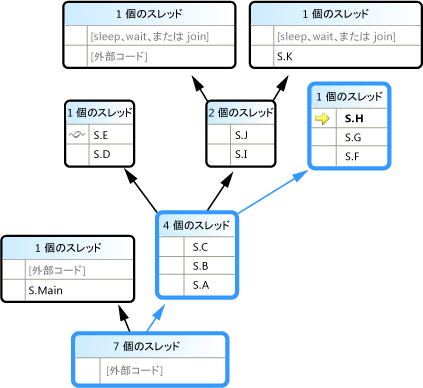 1 個のスレッド
[sleep、wait、または join]
[外部コード]
1 個のスレッド
[sleep、wait、または join]
S.K
1 個のスレッド
S.E
S.D
2 個のスレッド
S.J
S.I
1 個のスレッド
S.H
S.G
S.F
4 個のスレッド
S.C
S.B
S.A
1 個のスレッド
[外部コード]
S.Main
7 個のスレッド
[外部コード]